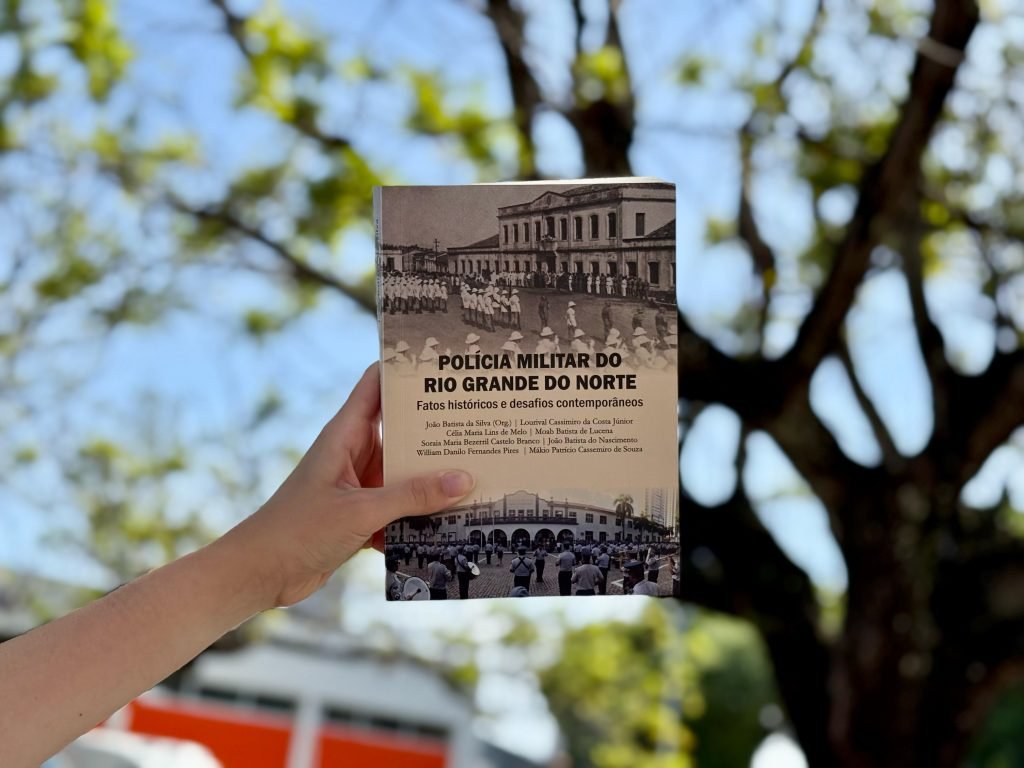 POLÍCIA MILITAR DO
RIO GRANDE DO NORTE
Fatos históricos e desafios contemporâneos
João Batista da Silva (Org.) | Lourival Cassimiro da Costa Júnior
Célia Maria Lins de Melo | Moab Batista de Lucena
Soraia Maria Bezerril Castelo Branco | João Batista do Nascimento
William Danilo Fernandes Pires | Mákio Patrício Cassemiro de Souza